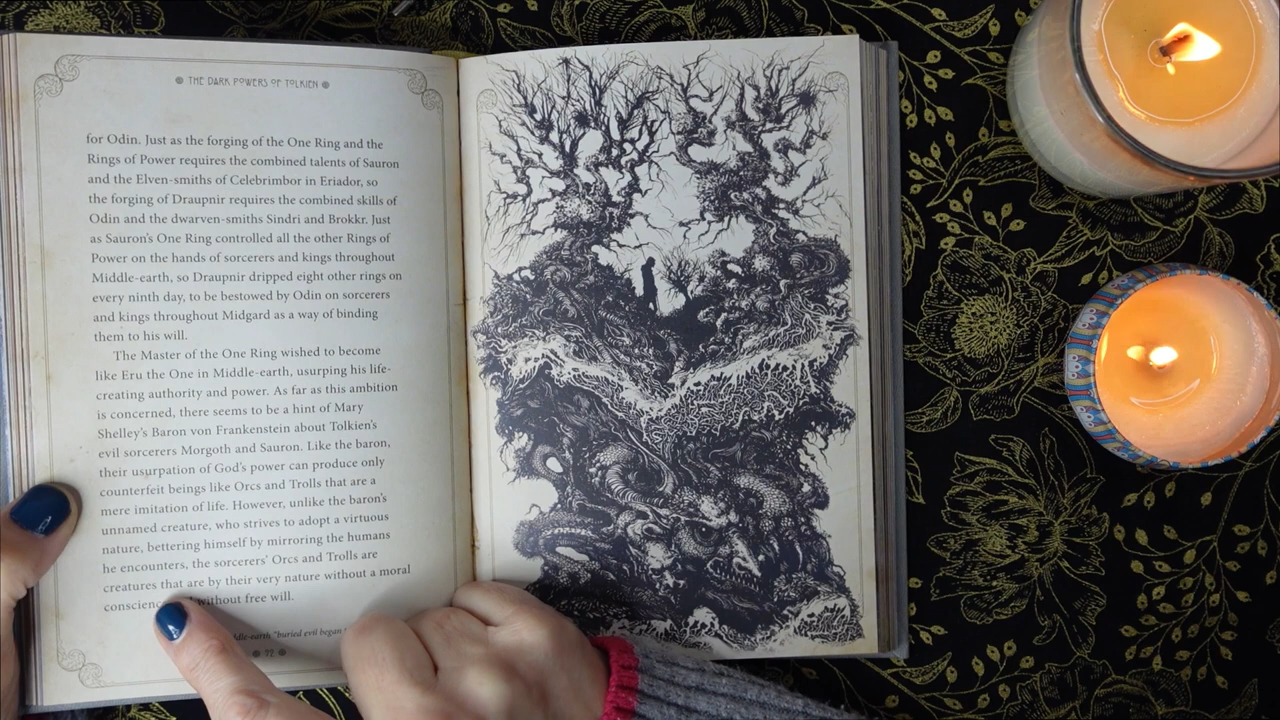 THE DARK POWERS OF TOLKIEN
for Odin. Just as the forging of the One Ring and the
Rings of Power requires the combined talents of Sauron
and the Elven-smiths of Celebrimbor in Eriador, so
the forging of Draupnir requires the combined skills of
Odin and the dwarven-smiths Sindri and Brokkr. Just
as Sauron's One Ring controlled all the other Rings of
Power on the hands of sorcerers and kings throughout
Middle-earth, so Draupnir dripped eight other rings on
every ninth day, to be bestowed by Odin on sorcerers
and kings throughout Midgard as a way of binding
them to his will.
The Master of the One Ring wished to become
like Eru the One in Middle-earth, usurping his life-
creating authority and power. As far as this ambition
is concerned, there seems to be a hint of Mary
Shelley's Baron von Frankenstein about Tolkien's
evil sorcerers Morgoth and Sauron. Like the baron,
their usurpation of God's power can produce only
counterfeit beings like Orcs and Trolls that are a
mere imitation of life. However, unlike the baron's
unnamed creature, who strives to adopt a virtuous
nature, bettering himself by mirroring the humans
he encounters, the sorcerers' Orcs and Trolls are
creatures that are by their very nature without a moral
without free will.
"buried evil began